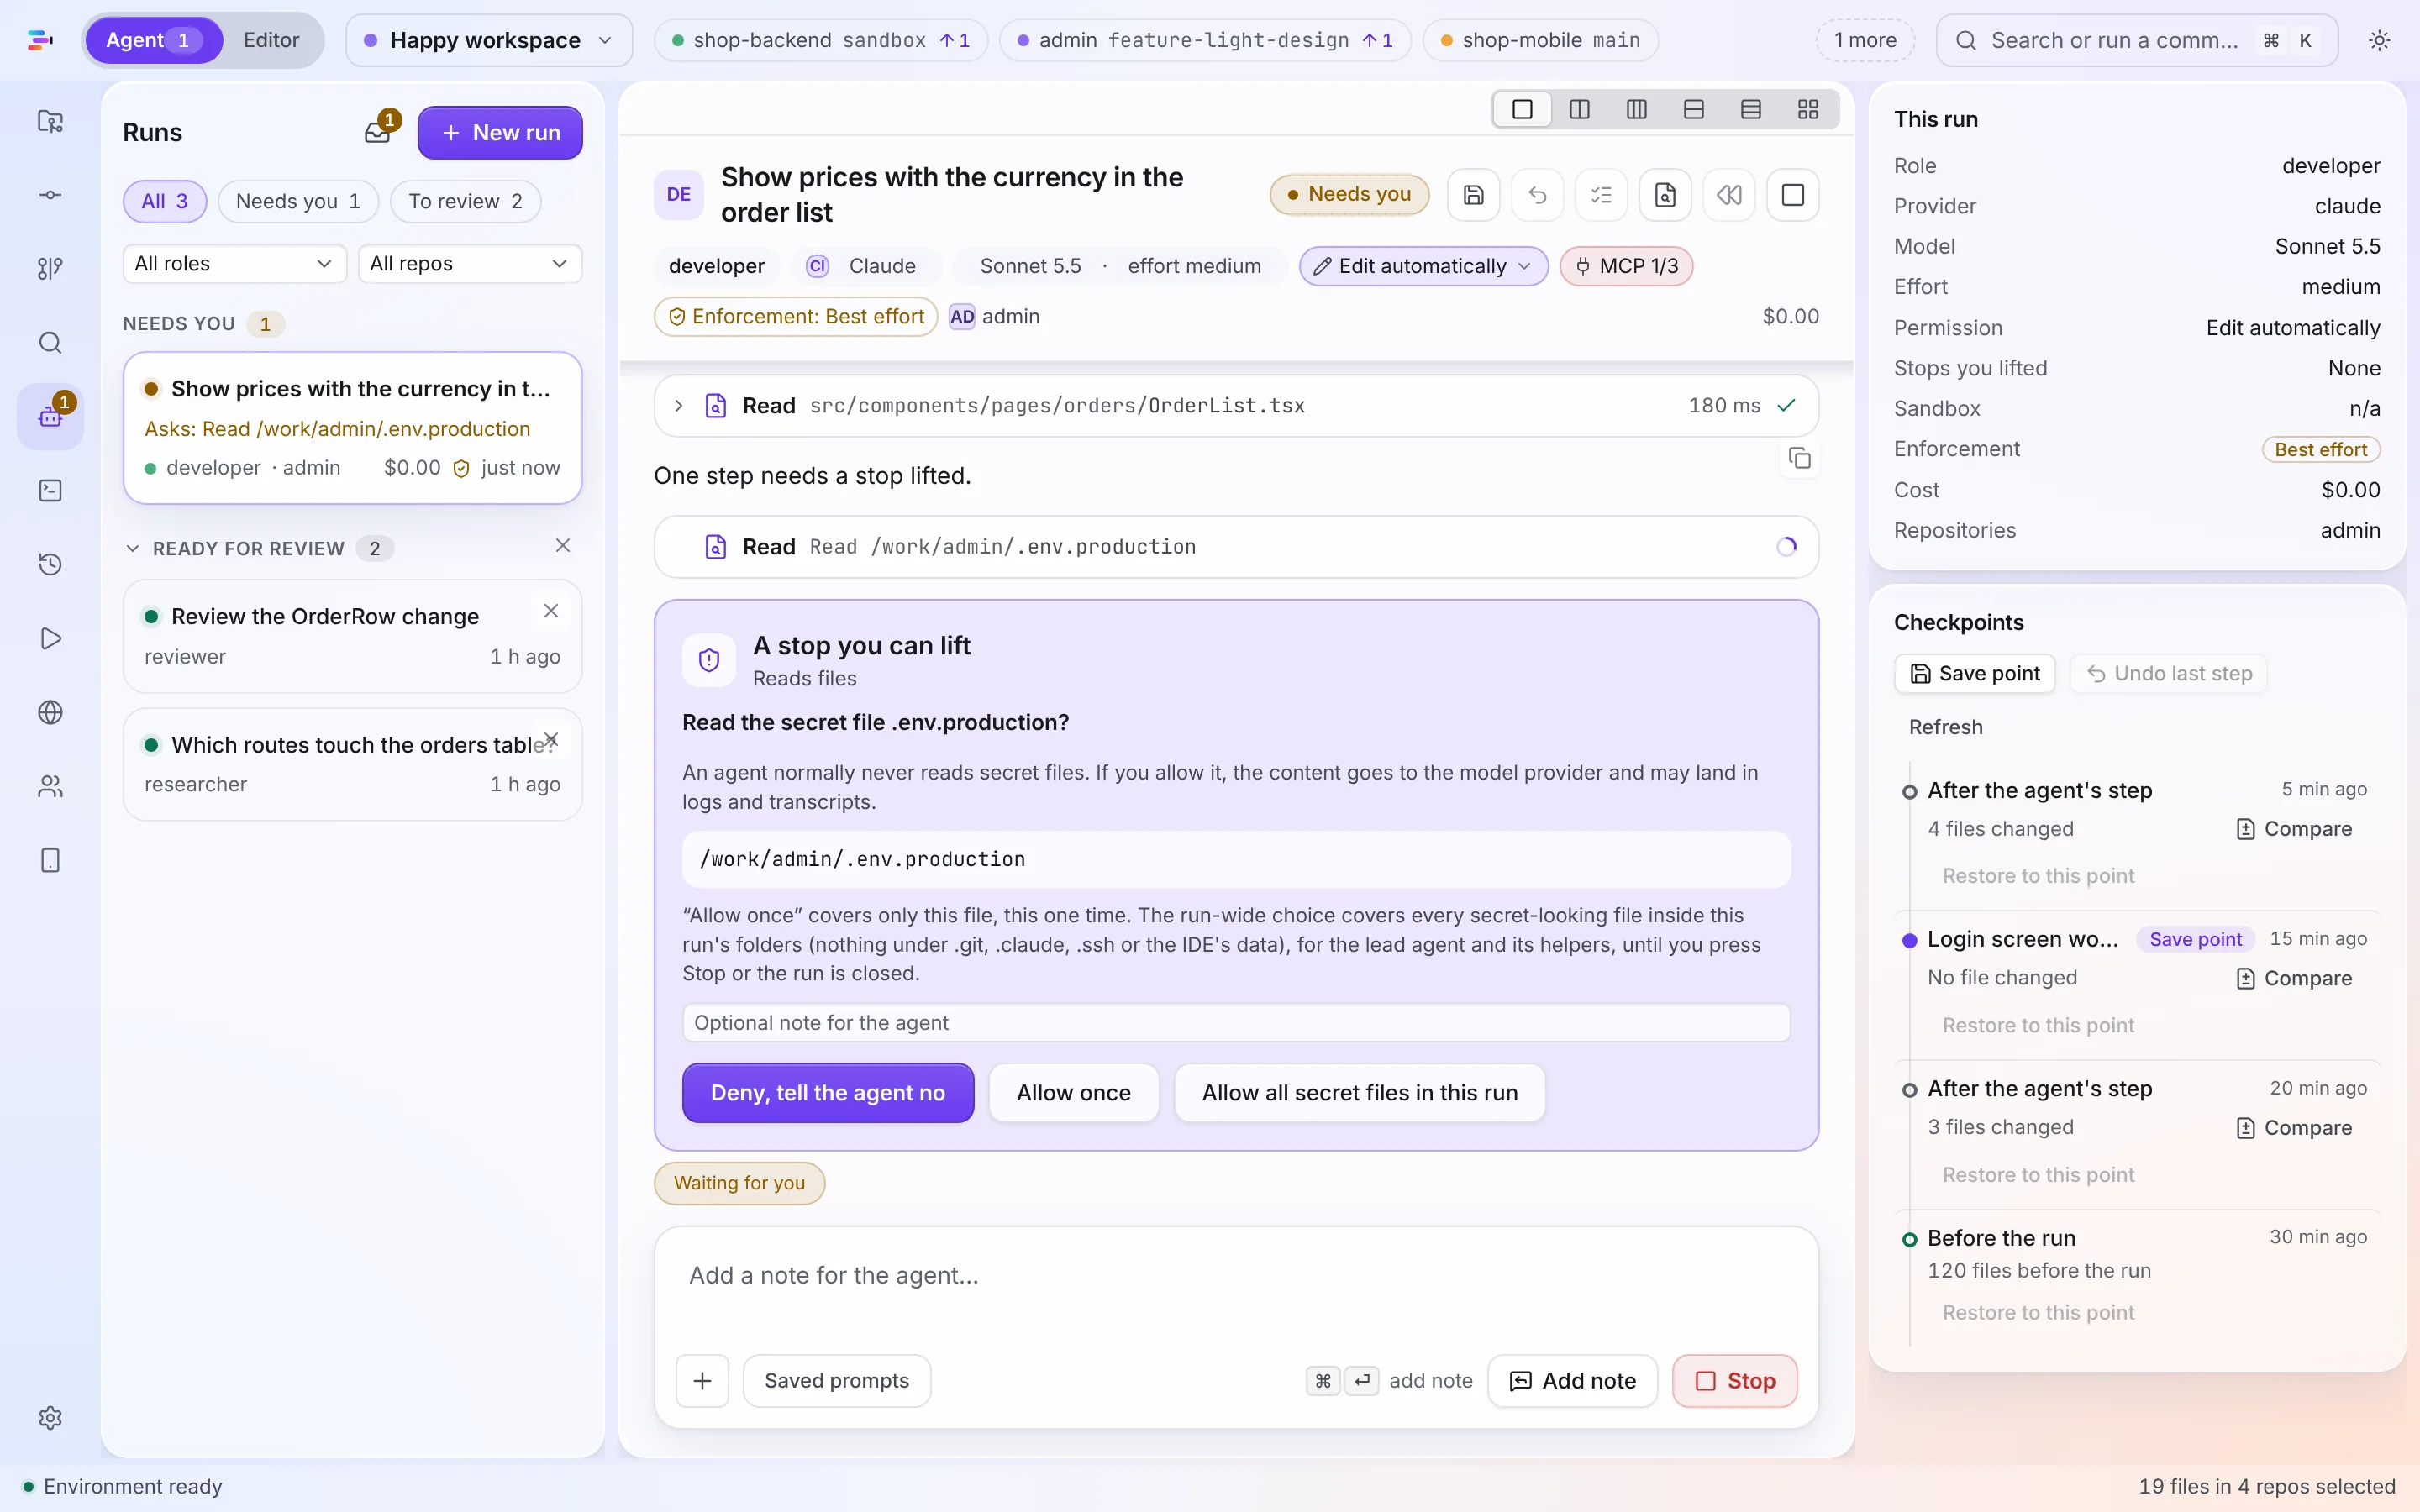 Agent 1
Editor
Happy workspace
shop-backend sandbox ↑1
admin feature-light-design ↑1
shop-mobile main
1 more
Search or run a comm... ⌘ K
Runs
1
New run
All 3
Needs you 1
To review 2
All roles
All repos
NEEDS YOU 1
Show prices with the currency in t...
Asks: Read /work/admin/.env.production
developer · admin $0.00 just now
READY FOR REVIEW 2
Review the OrderRow change
reviewer 1 h ago
Which routes touch the orders table?
researcher 1 h ago
1
DE
Show prices with the currency in the
order list
Needs you
developer
Cl Claude
Sonnet 5.5 · effort medium
Edit automatically
MCP 1/3
Enforcement: Best effort
AD admin
$0.00
Read src/components/pages/orders/OrderList.tsx 180 ms
One step needs a stop lifted.
Read Read /work/admin/.env.production
A stop you can lift
Reads files
Read the secret file .env.production?
An agent normally never reads secret files. If you allow it, the content goes to the model provider and may land in
logs and transcripts.
/work/admin/.env.production
“Allow once” covers only this file, this one time. The run-wide choice covers every secret-looking file inside this
run's folders (nothing under .git, .claude, .ssh or the IDE's data), for the lead agent and its helpers, until you press
Stop or the run is closed.
Optional note for the agent
Deny, tell the agent no
Allow once
Allow all secret files in this run
Waiting for you
Add a note for the agent...
Saved prompts
⌘ ↵ add note
Add note
Stop
This run
Role developer
Provider claude
Model Sonnet 5.5
Effort medium
Permission Edit automatically
Stops you lifted None
Sandbox n/a
Enforcement Best effort
Cost $0.00
Repositories admin
Checkpoints
Save point
Undo last step
Refresh
After the agent's step 5 min ago
4 files changed Compare
Restore to this point
Login screen wo... Save point 15 min ago
No file changed Compare
Restore to this point
After the agent's step 20 min ago
3 files changed Compare
Restore to this point
Before the run 30 min ago
120 files before the run
Restore to this point
Environment ready
19 files in 4 repos selected